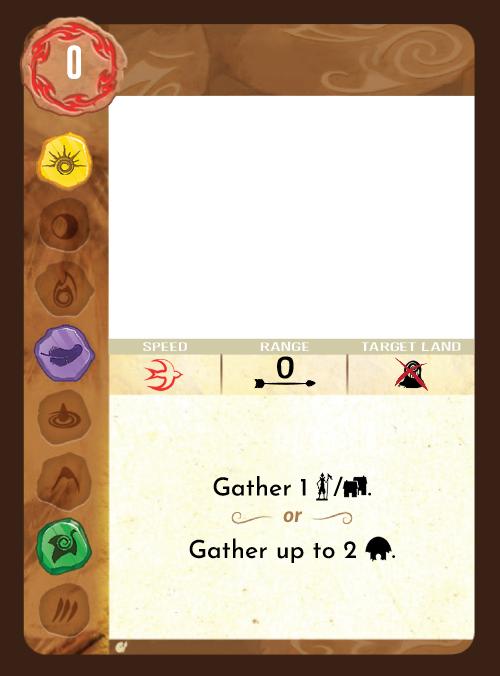 0
SPEED RANGE TARGET LAND
0
Gather 1 /.
or
Gather up to 2 .